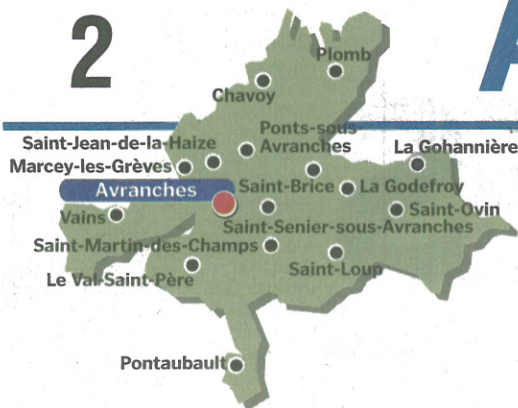 2
A
Plomb
Chavoy
Ponts-sous-
Avranches
Saint-Jean-de-la-Haize
La Gohannière
Marcey-les-Grèves
Avranches
Saint-Brice
La Godefroy
Vains
Saint-Ovin
Saint-Senier-sous-Avranches
Saint-Martin-des-Champs
Saint-Loup
Le Val-Saint-Père
Pontaubault